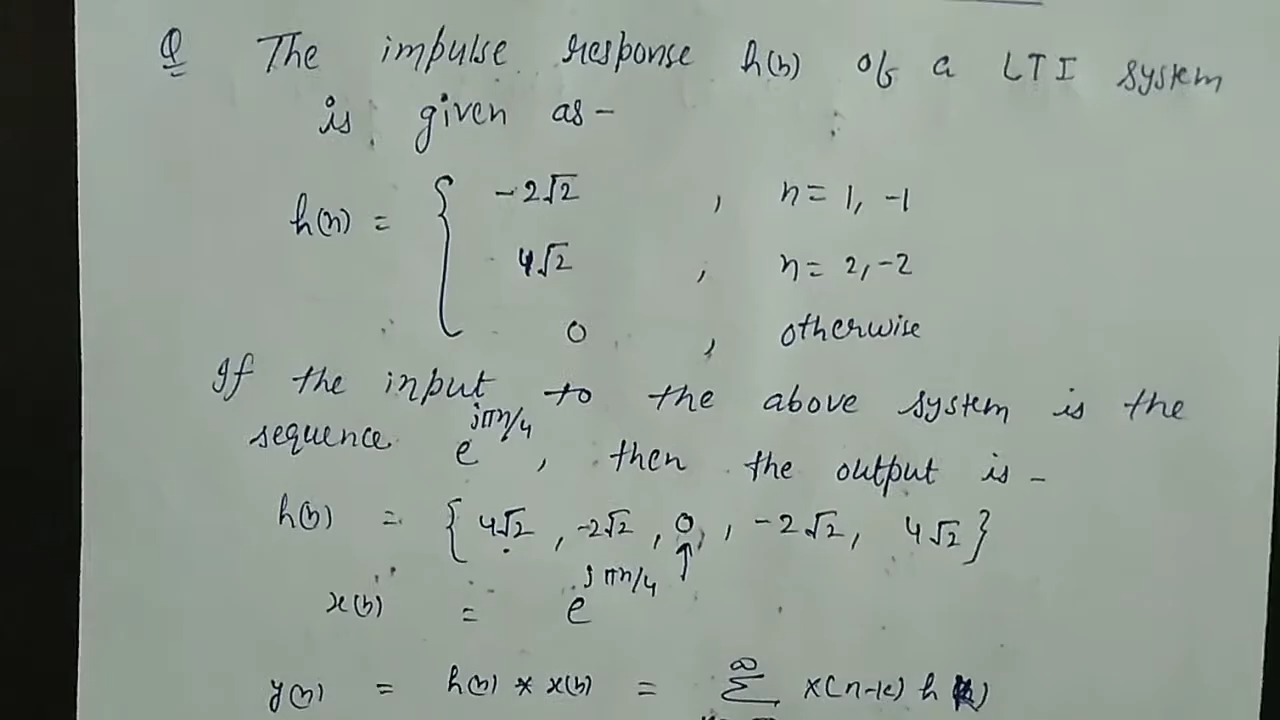 Q The impulse response h(n) of a LTI system
is given as -
h(n) = { -2√2 , n = 1, -1
4√2 , n = 2, -2
0 , otherwise
If the input to the above system is the
sequence e^{jπn/4} , then the output is -
h(n) = { 4√2 , -2√2 , 0 , -2√2 , 4√2 }
↑
x(n) = e^{jπn/4}
y(n) = h(n) * x(n) = ∞ Σ x(n-k) h(k)